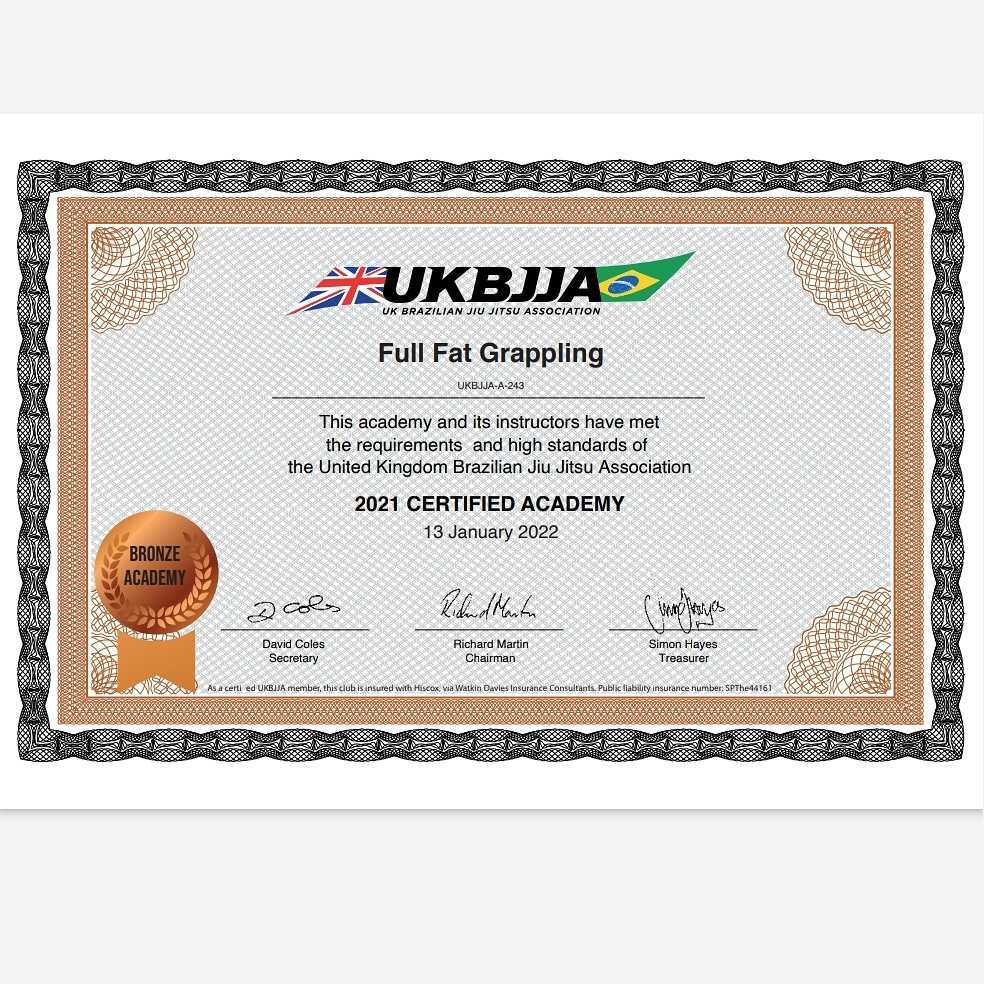 UKBJJA
UK BRAZILIAN JIU JITSU ASSOCIATION
Full Fat Grappling
UKBJJA-A-243
This academy and its instructors have met
the requirements and high standards of
the United Kingdom Brazilian Jiu Jitsu Association
2021 CERTIFIED ACADEMY
13 January 2022
BRONZE
ACADEMY
D Coles
Richard Martin
Simon Hayes
David Coles
Richard Martin
Simon Hayes
Secretary
Chairman
Treasurer
As a certi ed UKBJJA member, this club is insured with Hiscox, via Watkin Davies Insurance Consultants. Public liability insurance number: SPThe44161